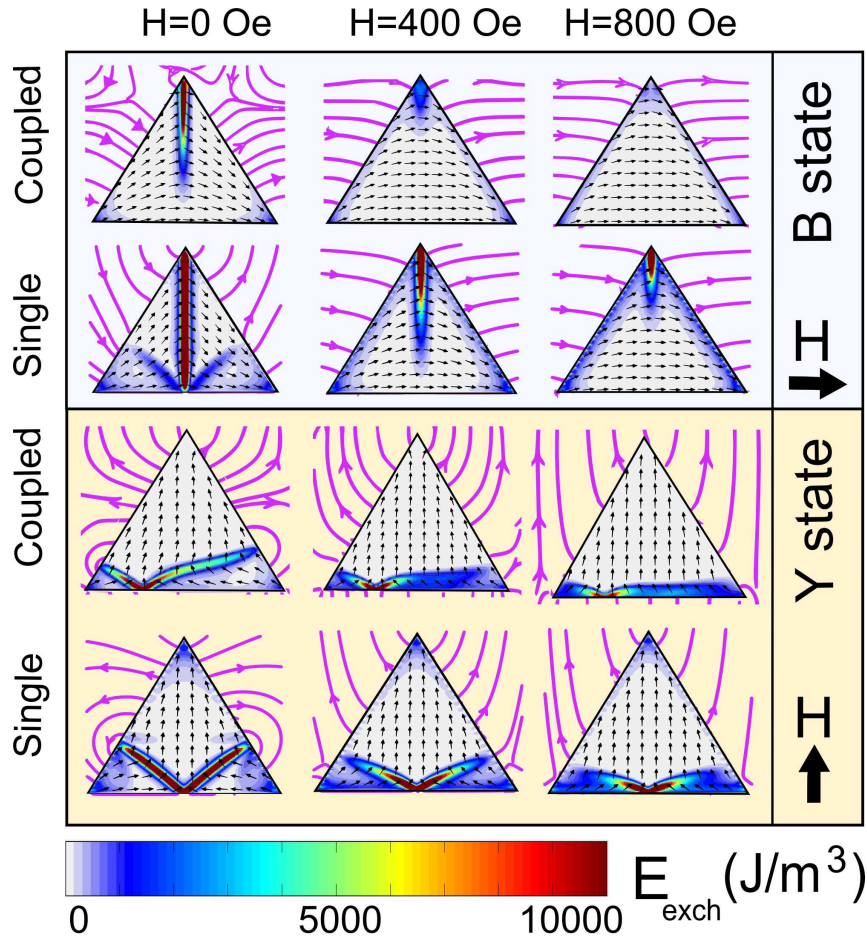 H=0 Oe H=400 Oe H=800 Oe
Coupled
Single
B state
H
Coupled
Single
Y state
H
0 5000 10000
E_exch (J/m³)